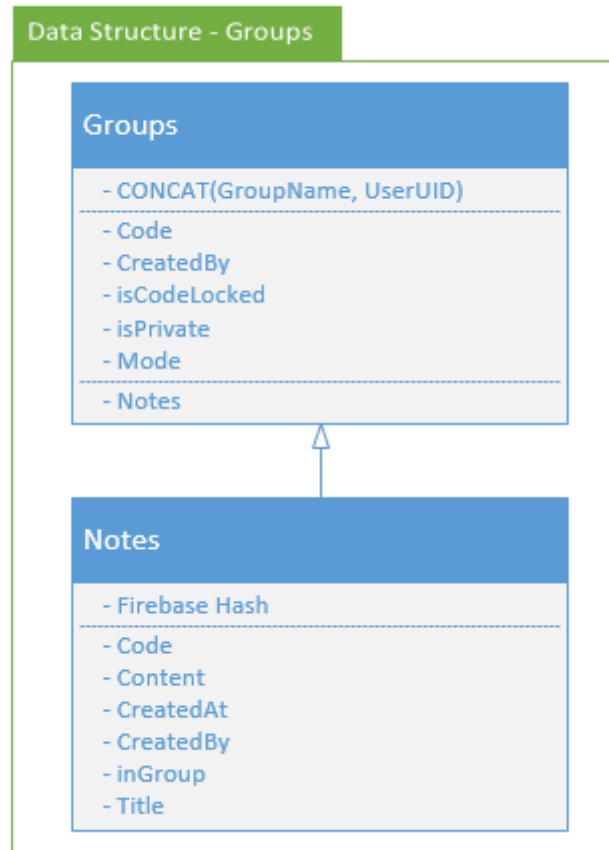 Data Structure - Groups
Groups
- CONCAT(GroupName, UserUID)
- Code
- CreatedBy
- isCodeLocked
- isPrivate
- Mode
- Notes
Notes
- Firebase Hash
- Code
- Content
- CreatedAt
- CreatedBy
- inGroup
- Title